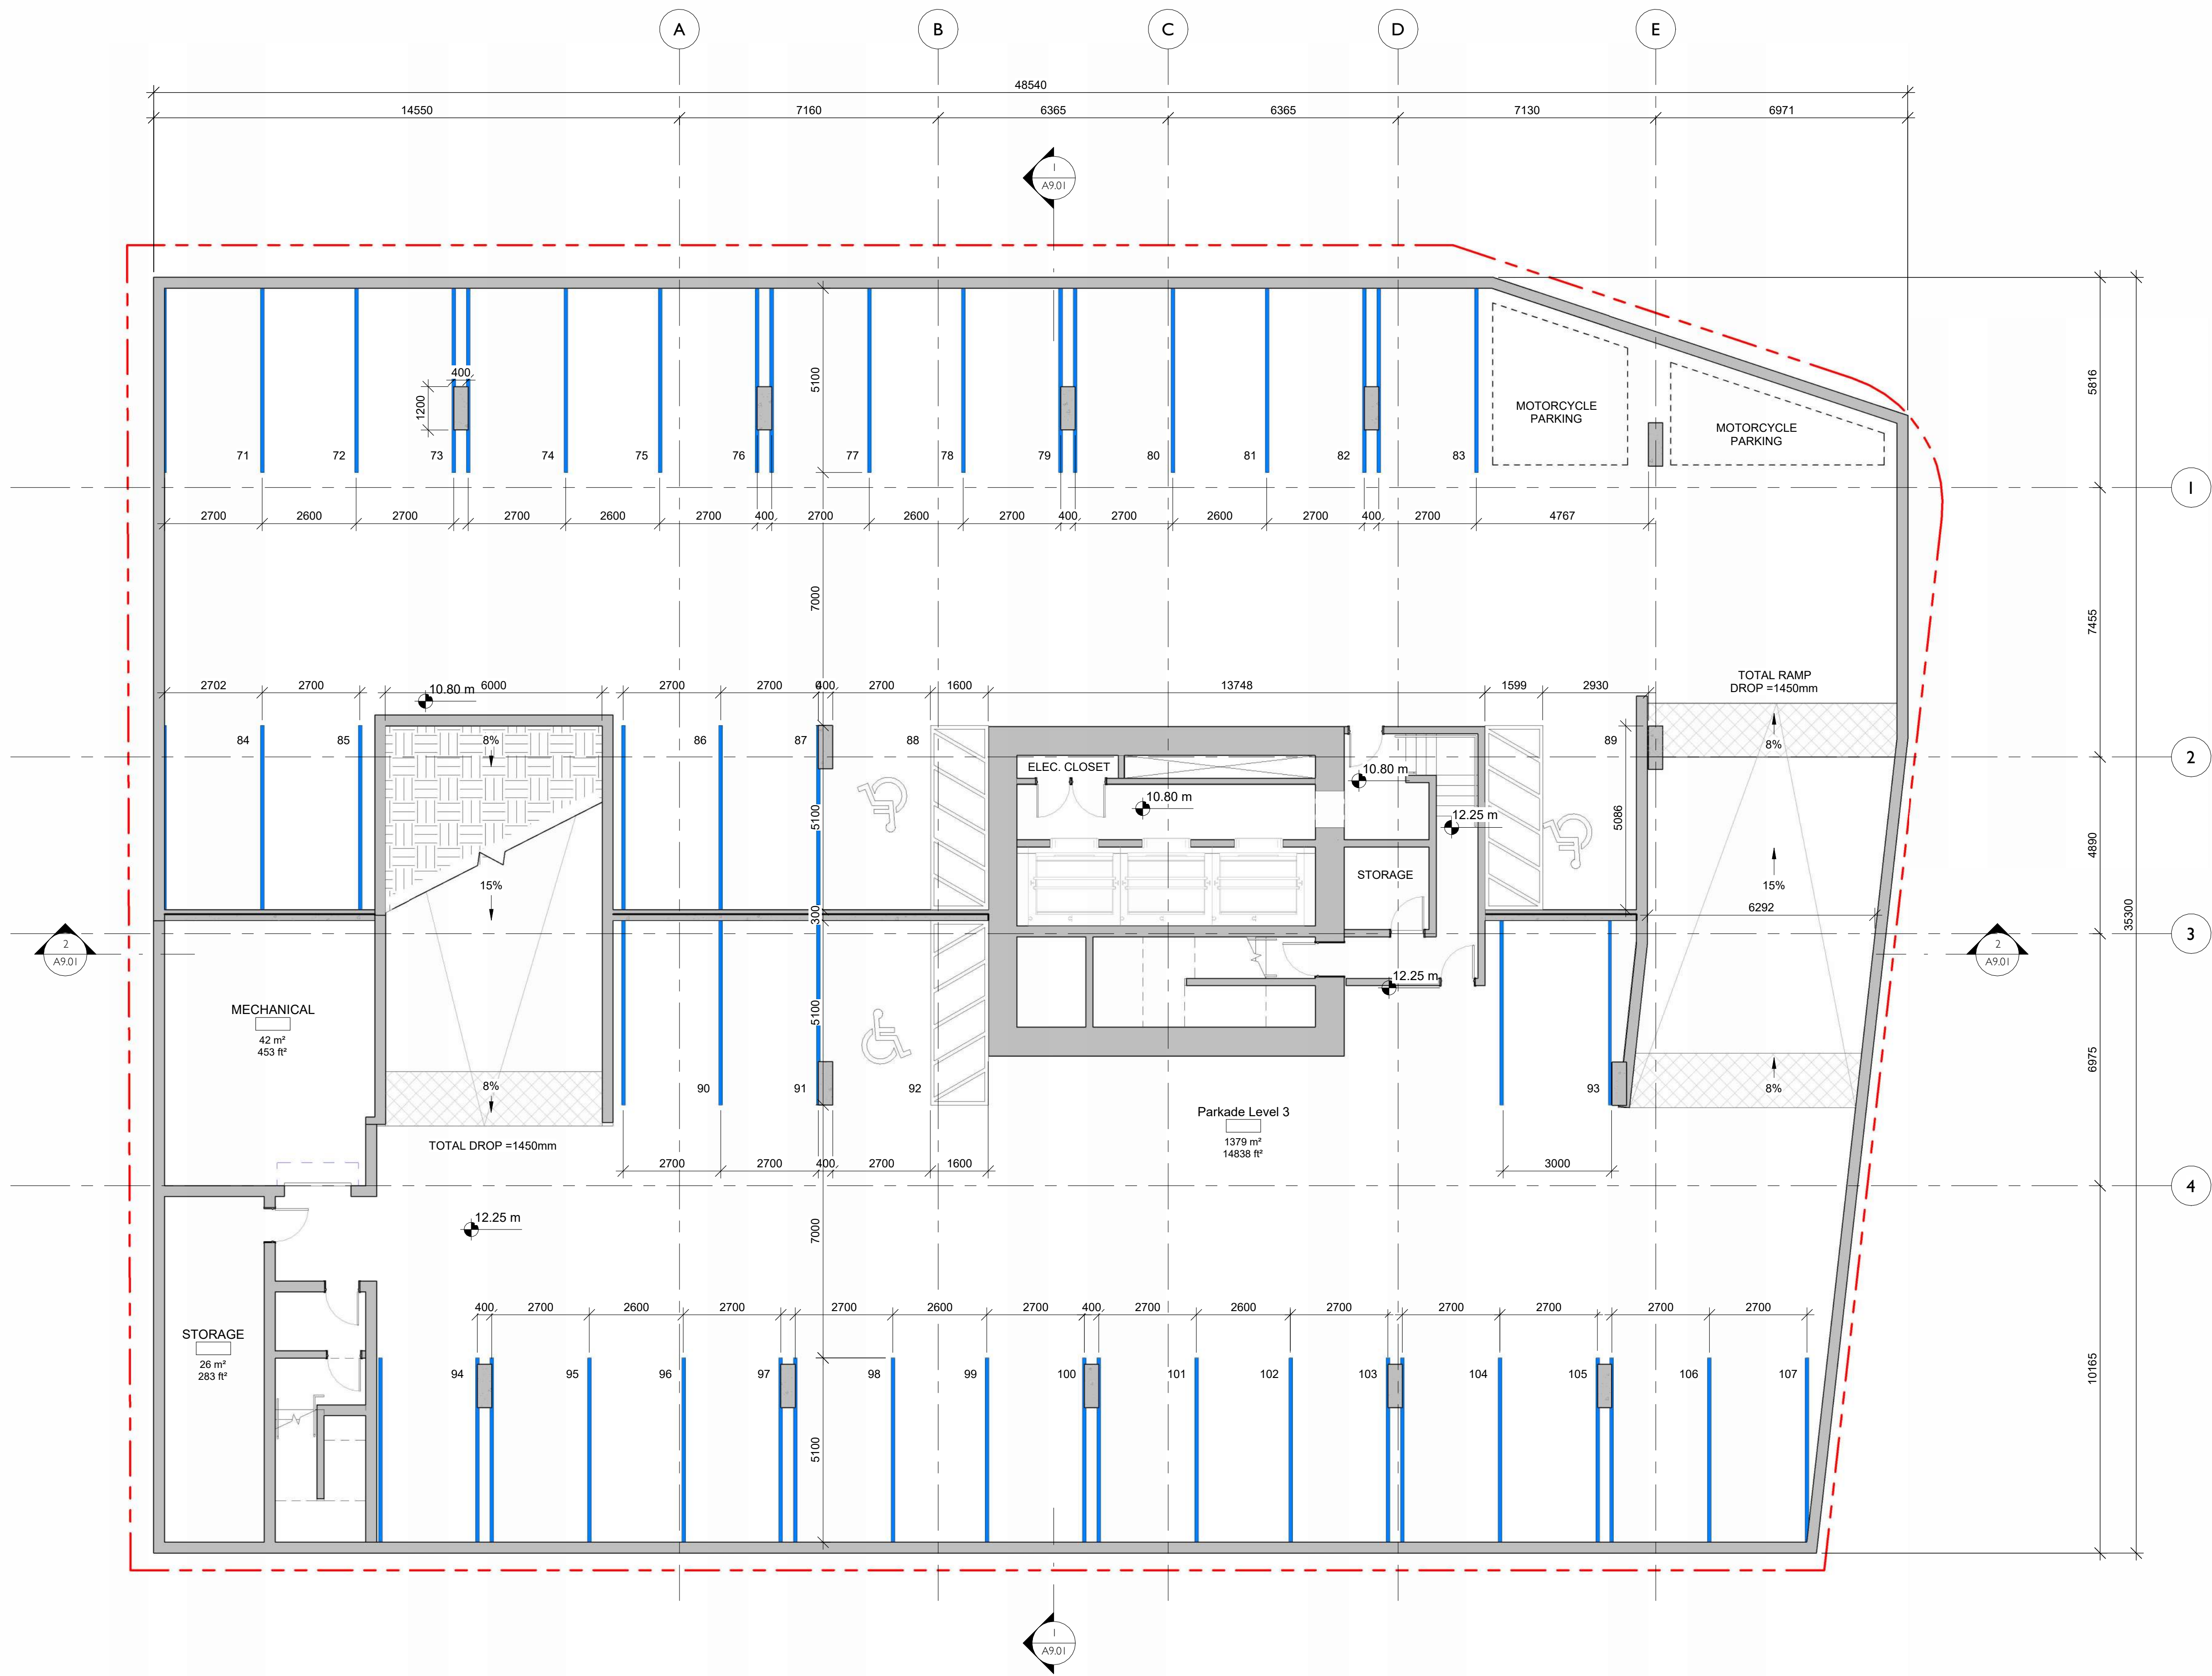 A B C D E
48540
14550 7160 6365 6365 7130 6971
1
A9.01
400
1200
5100
5816
35300
MOTORCYCLE
PARKING
MOTORCYCLE
PARKING
71 72 73 74 75 76 77 78 79 80 81 82 83
1
2700 2600 2700 2700 2600 2700 400 2700 2600 2700 400 2700 2600 2700 400 2700 4767
7000
7455
TOTAL RAMP
DROP =1450mm
2702 2700 6000 2700 2700 400 2700 1600 13748 1599 2930
10.80 m
84 85 8% 86 87 88 89 8%
2
ELEC. CLOSET
10.80 m
10.80 m
12.25 m
5100
5086
4890
STORAGE
15%
15%
6292
300
3
2
A9.01
2
A9.01
12.25 m
MECHANICAL
42 m²
453 ft²
5100
6975
8% 90 91 92 93 8%
Parkade Level 3
1379 m²
14838 ft²
TOTAL DROP =1450mm
2700 2700 400 2700 1600 3000
4
12.25 m
7000
400 2700 2600 2700 2700 2600 2700 400 2700 2600 2700 2700 2700 2700 2700
STORAGE
26 m²
283 ft²
94 95 96 97 98 99 100 101 102 103 104 105 106 107
10165
5100
1
A9.01